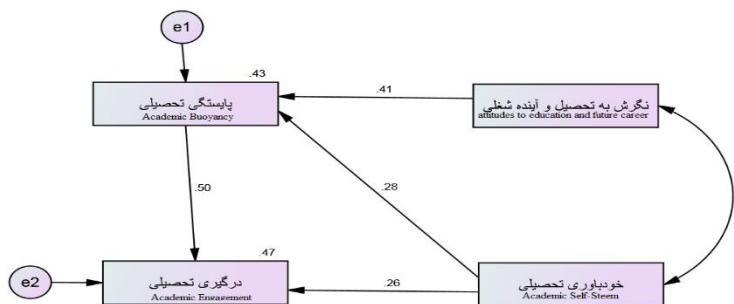 e1
.43
پایستگی تحصیلی
Academic Buoyancy
.41
نگرش به تحصیل و آینده شغلی
attitudes to education and future career
.50
.28
.47
e2
درگیری تحصیلی
Academic Engagement
.26
خودباوری تحصیلی
Academic Self-Steem